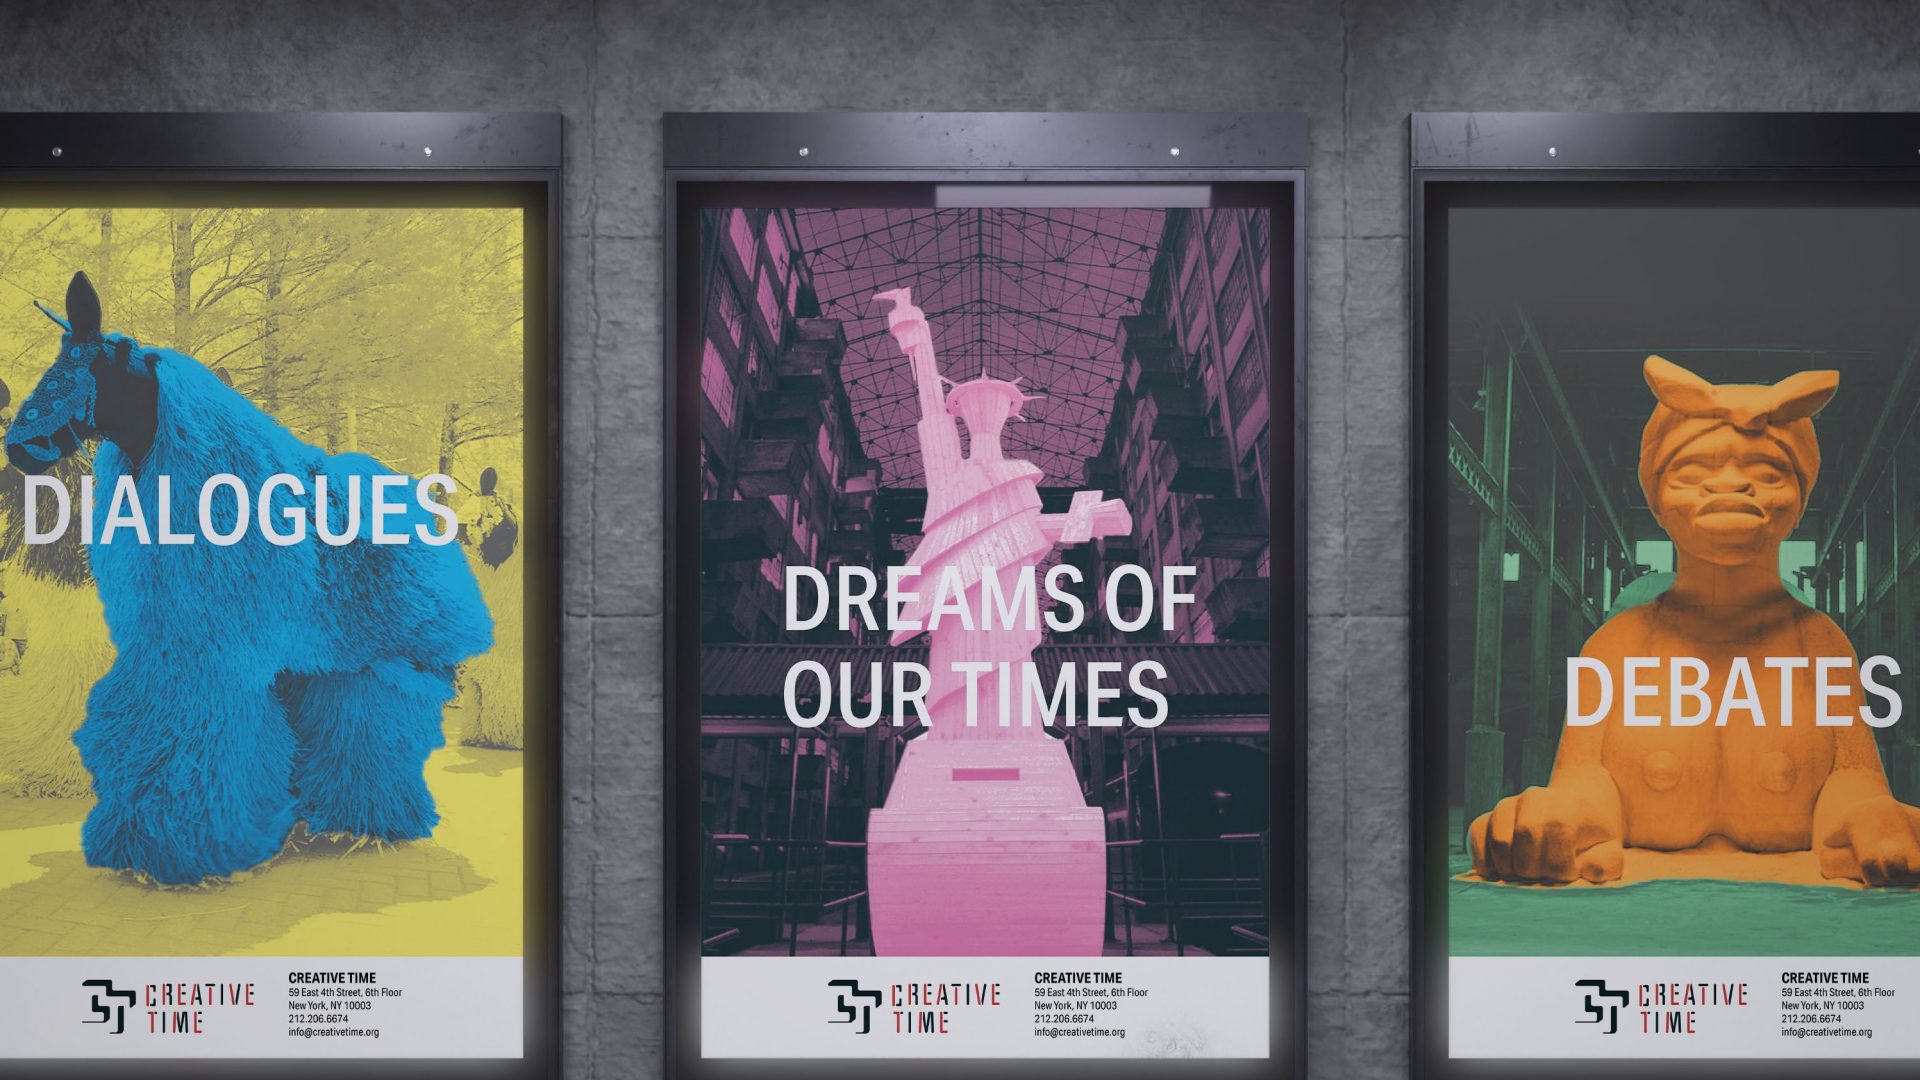 DIALOGUES
CREATIVE
TIME
CREATIVE TIME
59 East 4th Street, 6th Floor
New York, NY 10003
212.206.6674
info@creativetime.org
DREAMS OF
OUR TIMES
CREATIVE
TIME
CREATIVE TIME
59 East 4th Street, 6th Floor
New York, NY 10003
212.206.6674
info@creativetime.org
DEBATES
CREATIVE
TIME
CREATIVE TIME
59 East 4th Street, 6th Floor
New York, NY 10003
212.206.6674
info@creativetime.org